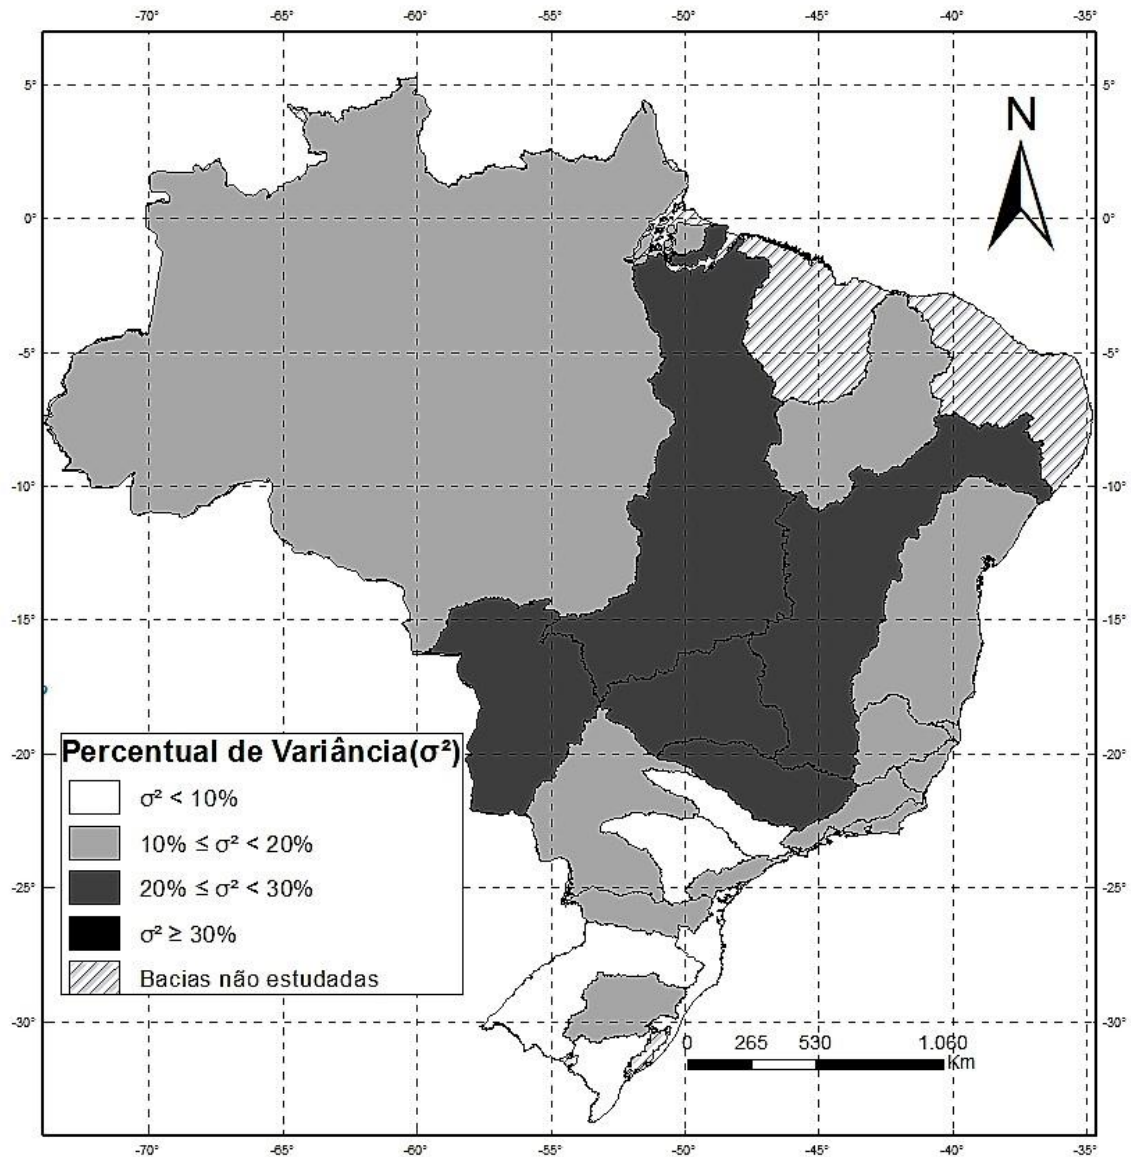 -70° -65° -60° -55° -50° -45° -40° -35°
5° 5°
N
0° 0°
-5° -5°
-10° -10°
-15° -15°
-20° -20°
-25° -25°
-30° -30°
Percentual de Variância(σ²)
σ² < 10%
10% ≤ σ² < 20%
20% ≤ σ² < 30%
σ² ≥ 30%
Bacias não estudadas
0 265 530 1.060
Km
-70° -65° -60° -55° -50° -45° -40° -35°